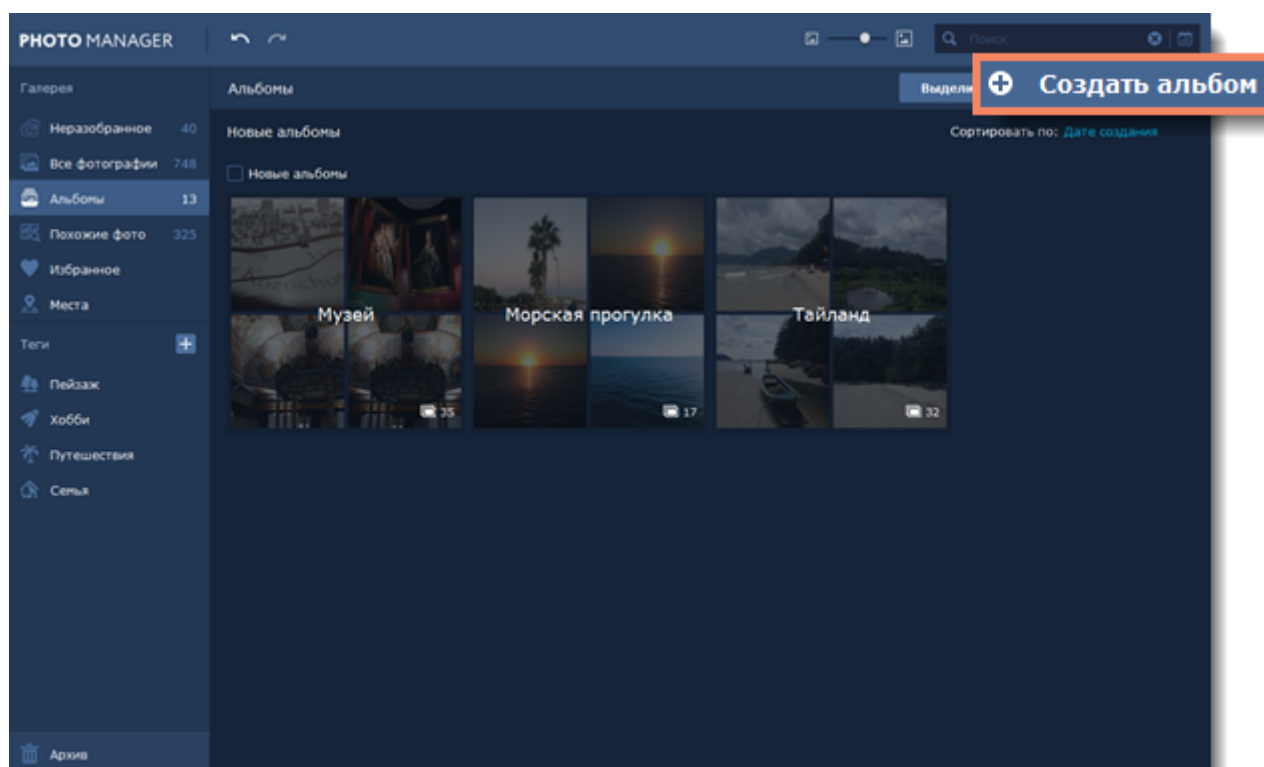 PHOTO MANAGER
Поиск
Галерея
Альбомы
Создать альбом
Неразобранное 40
Все фотографии 748
Альбомы 13
Похожие фото 325
Избранное
Места
Теги
Пейзаж
Хобби
Путешествия
Семья
Архив
Новые альбомы
Сортировать по: Дате создания
Новые альбомы
Музей
35
Морская прогулка
17
Тайланд
32